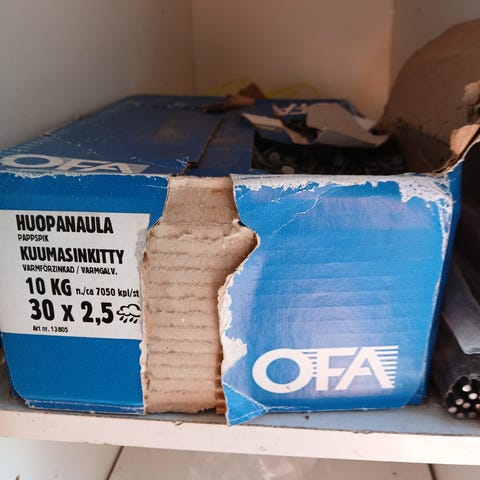 OFA
OFA
HUOPANAULA
PAPPSPIK
KUUMASINKITTY
VARMFÖRZINKAD / VARMGALV.
10 KG n./ca 7050 kpl/st
30 x 2,5
Art nr. 13805
OFA